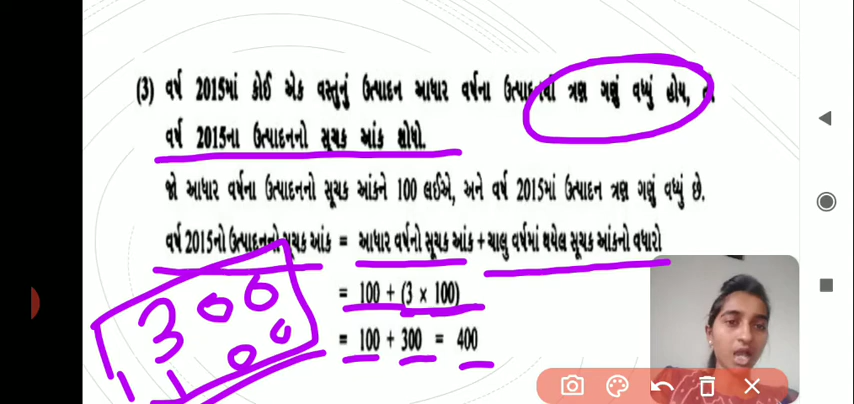 (3) વર્ષ 2015માં કોઈ એક વસ્તુનું ઉત્પાદન આધાર વર્ષના ઉત્પાદનથી ત્રણ ગણું વધ્યું હોય, તો
વર્ષ 2015ના ઉત્પાદનનો સૂચક આંક શોધો.
જો આધાર વર્ષના ઉત્પાદનનો સૂચક આંકને 100 લઈએ, અને વર્ષ 2015માં ઉત્પાદન ત્રણ ગણું વધ્યું છે.
વર્ષ 2015નો ઉત્પાદનનો સૂચક આંક = આધાર વર્ષનો સૂચક આંક + ચાલુ વર્ષમાં થયેલ સૂચક આંકનો વધારો
= 100 + (3 × 100)
= 100 + 300 = 400
300
1 1 00